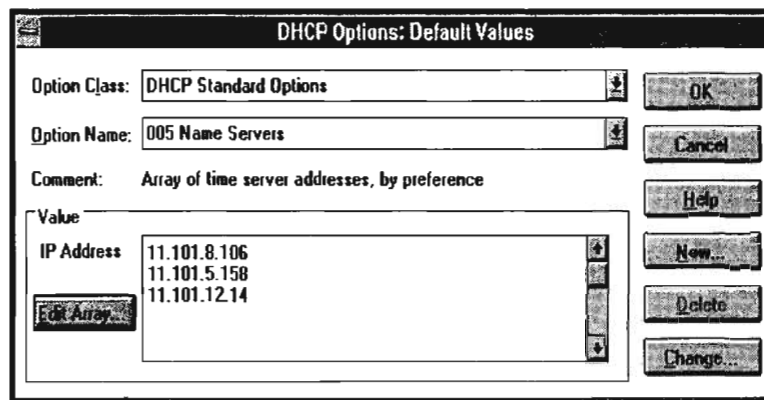 DHCP Options: Default Values
Option Class: DHCP Standard Options
OK
Option Name: 005 Name Servers
Cancel
Comment: Array of time server addresses, by preference
Help
Value
IP Address
11.101.8.106
11.101.5.158
11.101.12.14
New...
Edit Array...
Delete
Change...